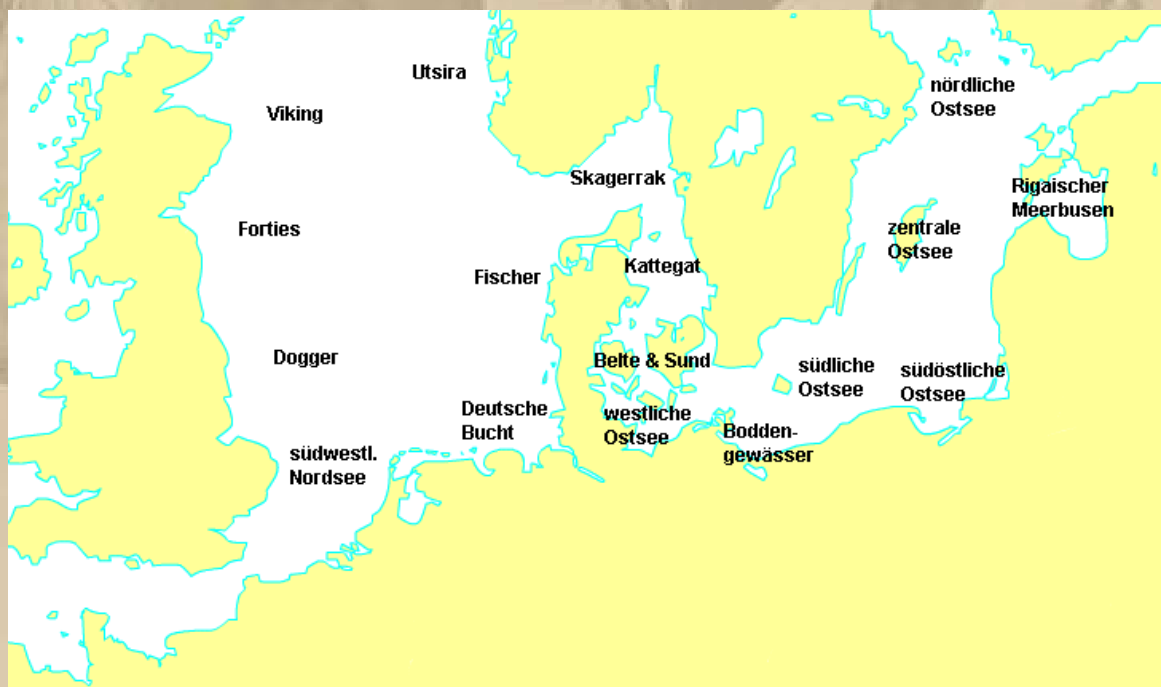 Utsira
Viking
nördliche
Ostsee
Skagerrak
Rigaischer
Meerbusen
Forties
zentrale
Ostsee
Fischer
Kattegat
Dogger
Belte & Sund
südliche
Ostsee
südöstliche
Ostsee
Deutsche
Bucht
westliche
Ostsee
Bodden-
gewässer
südwestl.
Nordsee